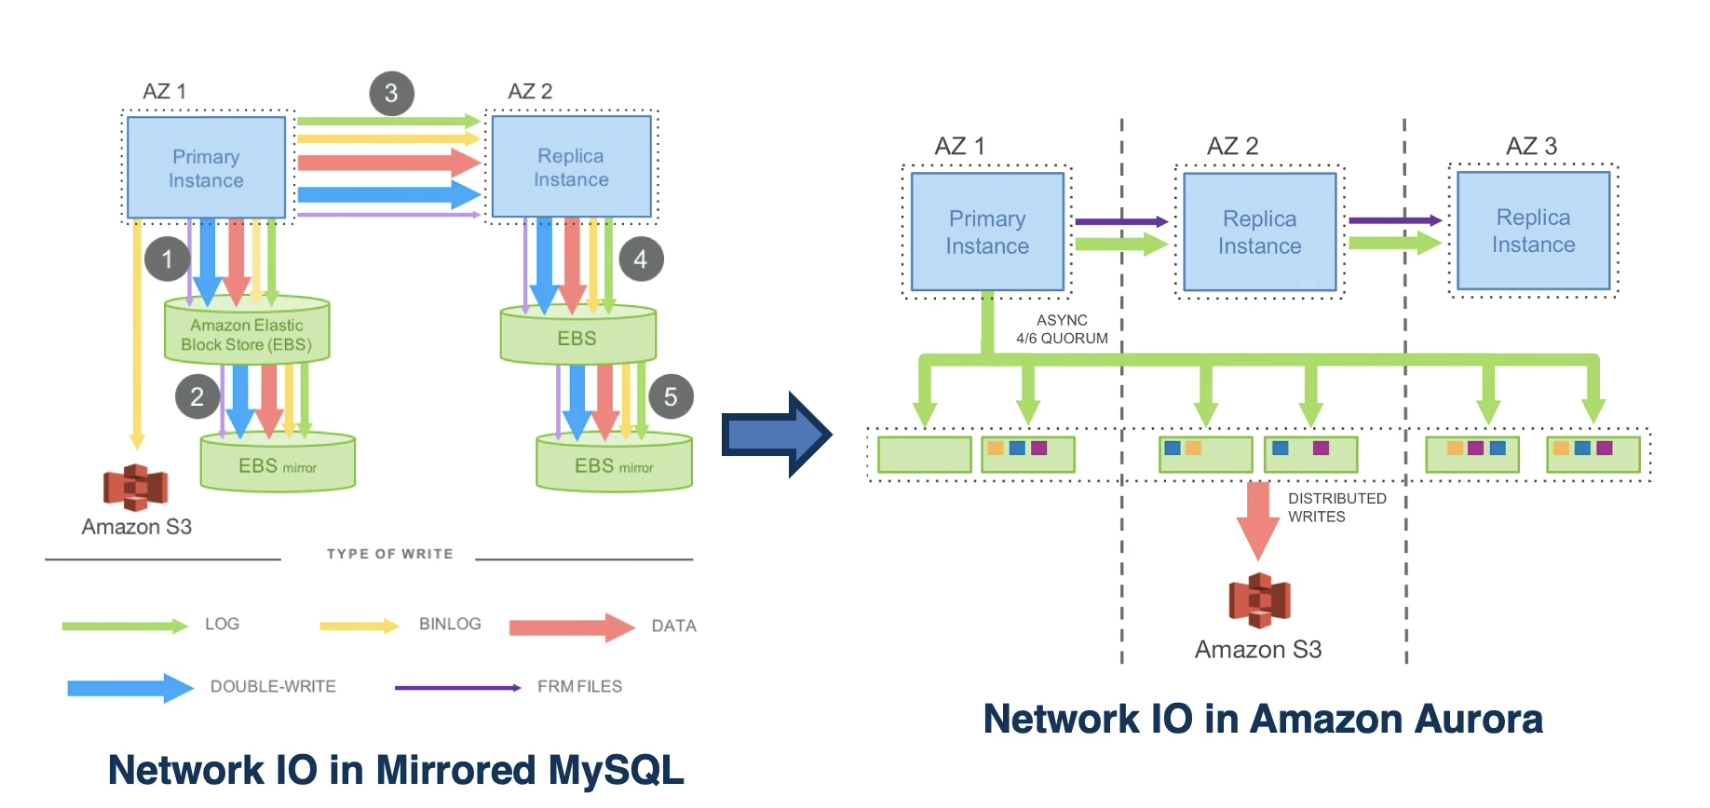 AZ 1
3
AZ 2
Primary
Instance
Replica
Instance
1
4
Amazon Elastic
Block Store (EBS)
EBS
2
5
EBS mirror
EBS mirror
Amazon S3
TYPE OF WRITE
LOG
BINLOG
DATA
DOUBLE-WRITE
FRM FILES
Network IO in Mirrored MySQL
AZ 1
AZ 2
AZ 3
Primary
Instance
Replica
Instance
Replica
Instance
ASYNC
4/6 QUORUM
DISTRIBUTED
WRITES
Amazon S3
Network IO in Amazon Aurora